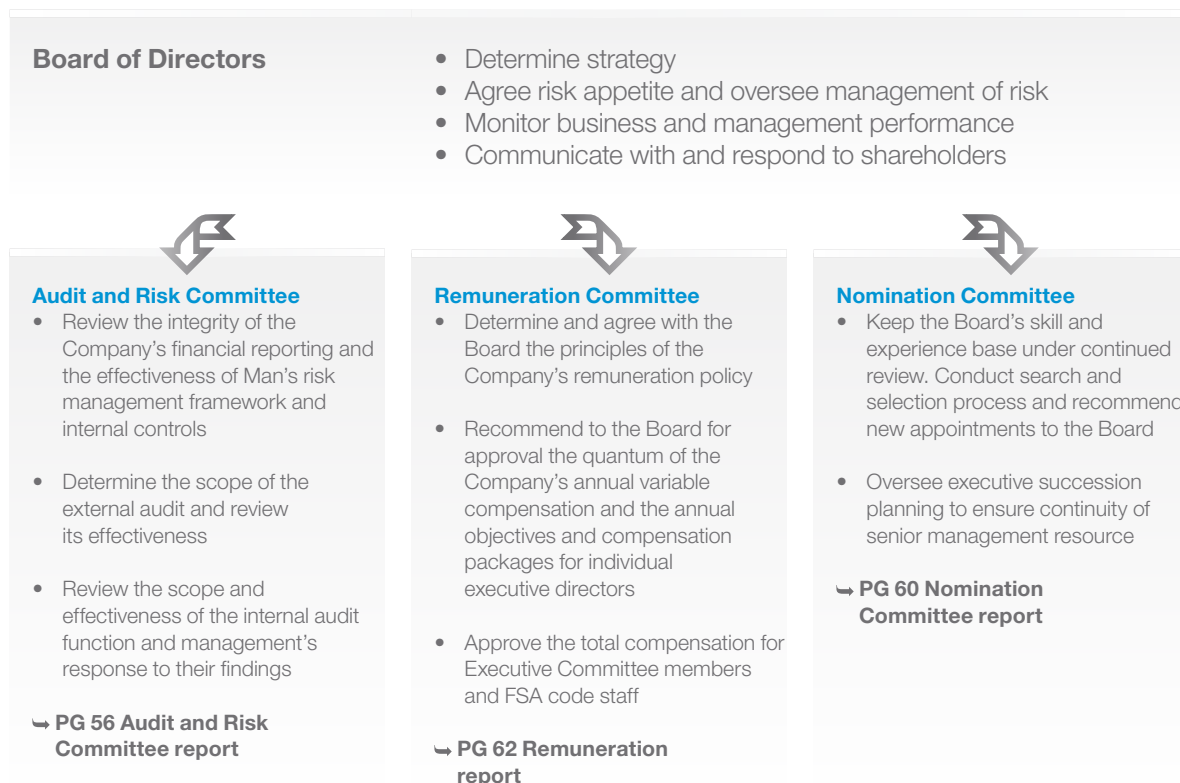 Board of Directors
• Determine strategy
• Agree risk appetite and oversee management of risk
• Monitor business and management performance
• Communicate with and respond to shareholders
Audit and Risk Committee
• Review the integrity of the
Company’s financial reporting and
the effectiveness of Man’s risk
management framework and
internal controls
• Determine the scope of the
external audit and review
its effectiveness
• Review the scope and
effectiveness of the internal audit
function and management’s
response to their findings
PG 56 Audit and Risk
Committee report
Remuneration Committee
• Determine and agree with the
Board the principles of the
Company’s remuneration policy
• Recommend to the Board for
approval the quantum of the
Company’s annual variable
compensation and the annual
objectives and compensation
packages for individual
executive directors
• Approve the total compensation for
Executive Committee members
and FSA code staff
PG 62 Remuneration
report
Nomination Committee
• Keep the Board’s skill and
experience base under continued
review. Conduct search and
selection process and recommend
new appointments to the Board
• Oversee executive succession
planning to ensure continuity of
senior management resource
PG 60 Nomination
Committee report